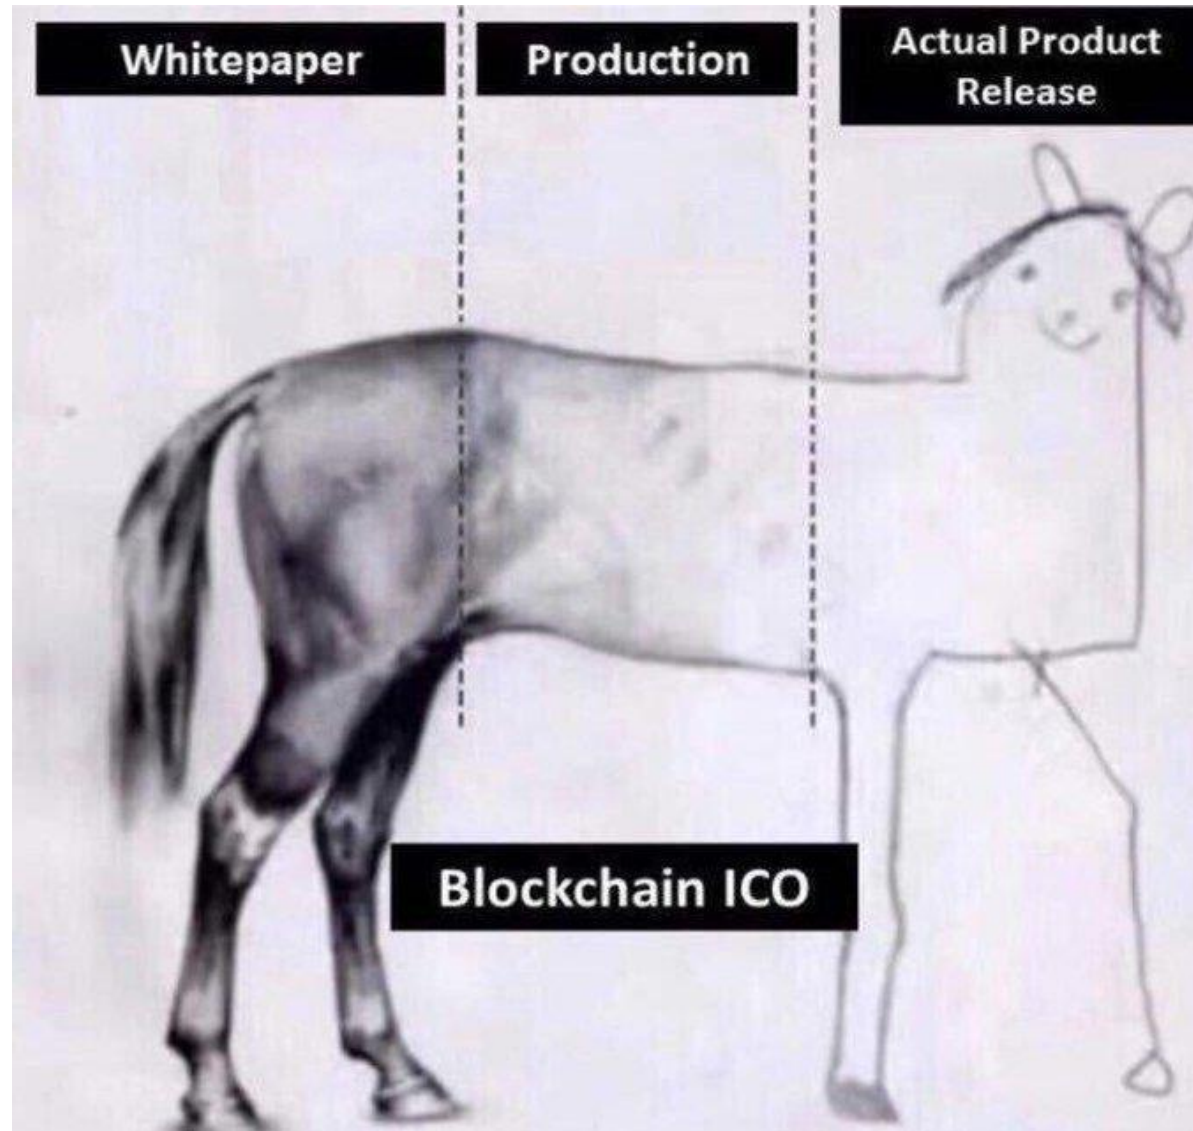 Whitepaper
Production
Actual Product
Release
Blockchain ICO